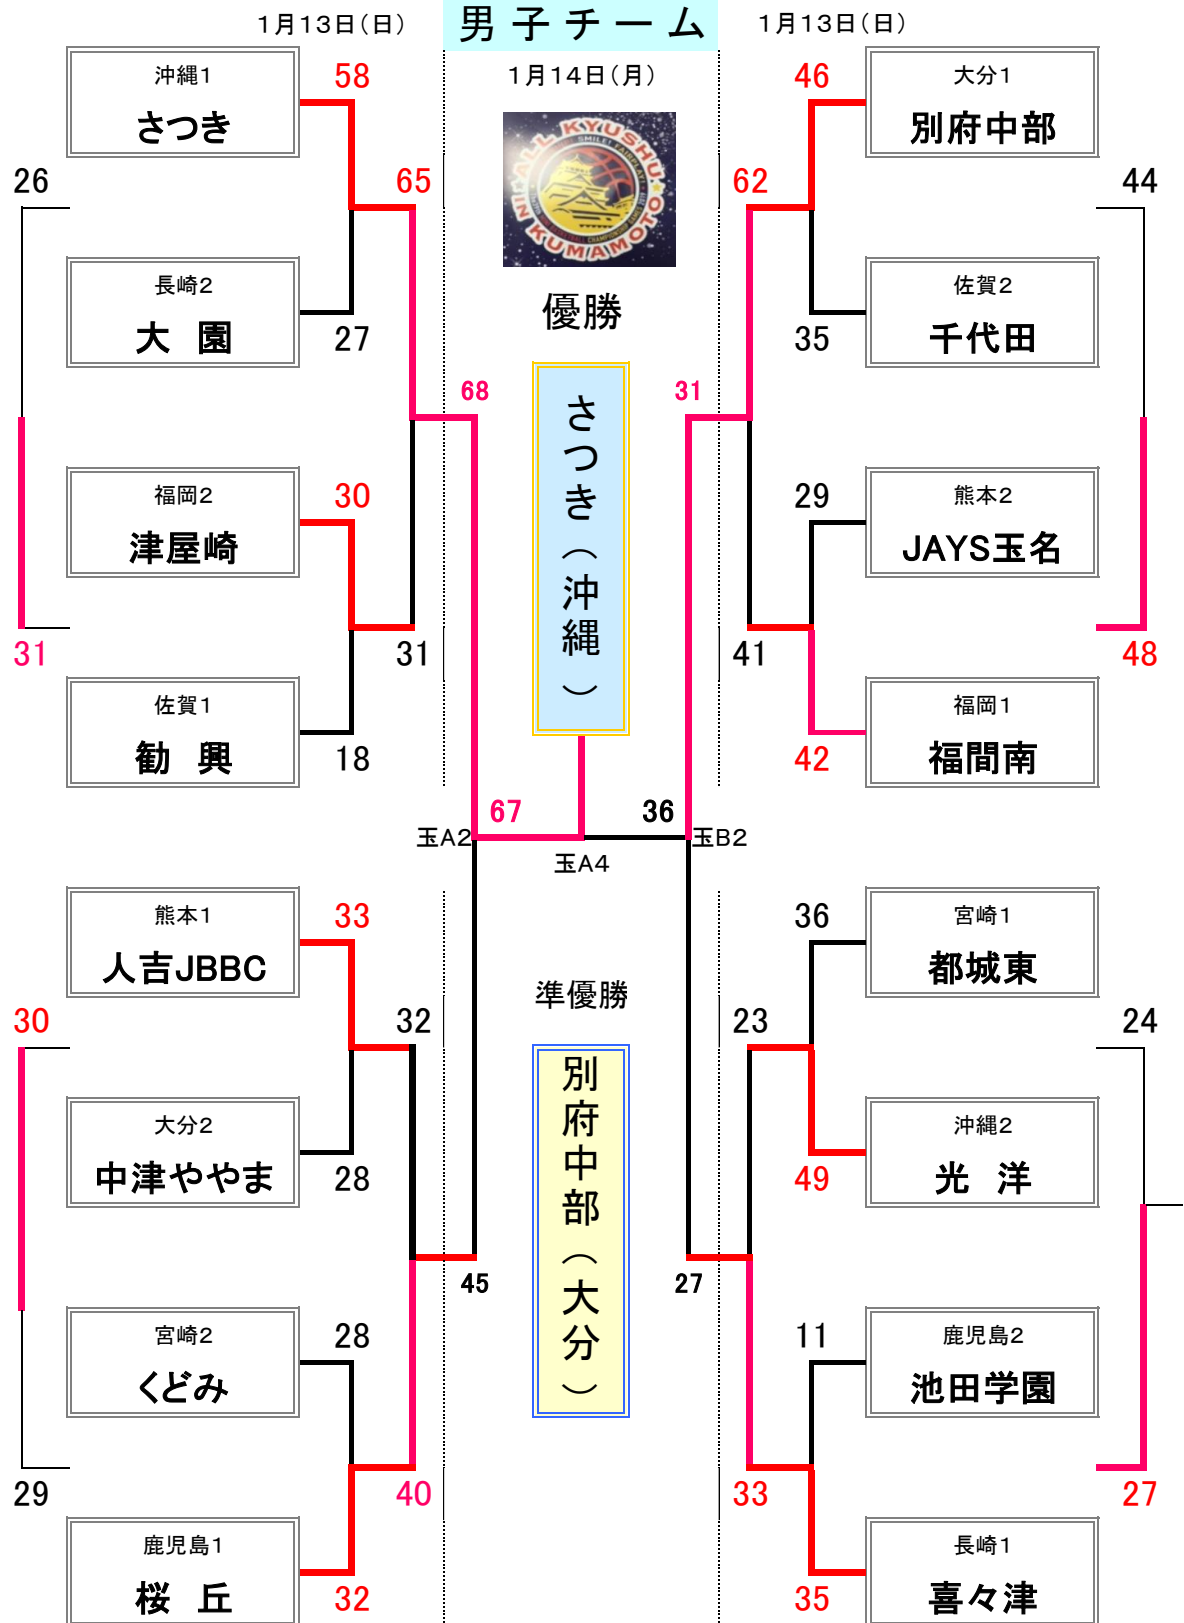 男子チーム
1月13日(日)
1月13日(日)
1月14日(月)
沖縄1
さつき
58
26
65
長崎2
大　園
27
福岡2
津屋崎
30
31
31
佐賀1
勧　興
18
熊本1
人吉JBBC
33
30
32
大分2
中津ややま
28
宮崎2
くどみ
28
29
40
鹿児島1
桜　丘
32
ALL KYUSHU
SMILE! FAIRPLAY!
IN KUMAMOTO
優勝
68
31
さつき（沖縄）
67
36
玉A2
玉B2
玉A4
準優勝
45
27
別府中部（大分）
46
大分1
別府中部
62
44
佐賀2
千代田
35
29
熊本2
JAYS玉名
41
48
福岡1
福間南
42
36
宮崎1
都城東
23
24
沖縄2
光　洋
49
11
鹿児島2
池田学園
33
27
長崎1
喜々津
35